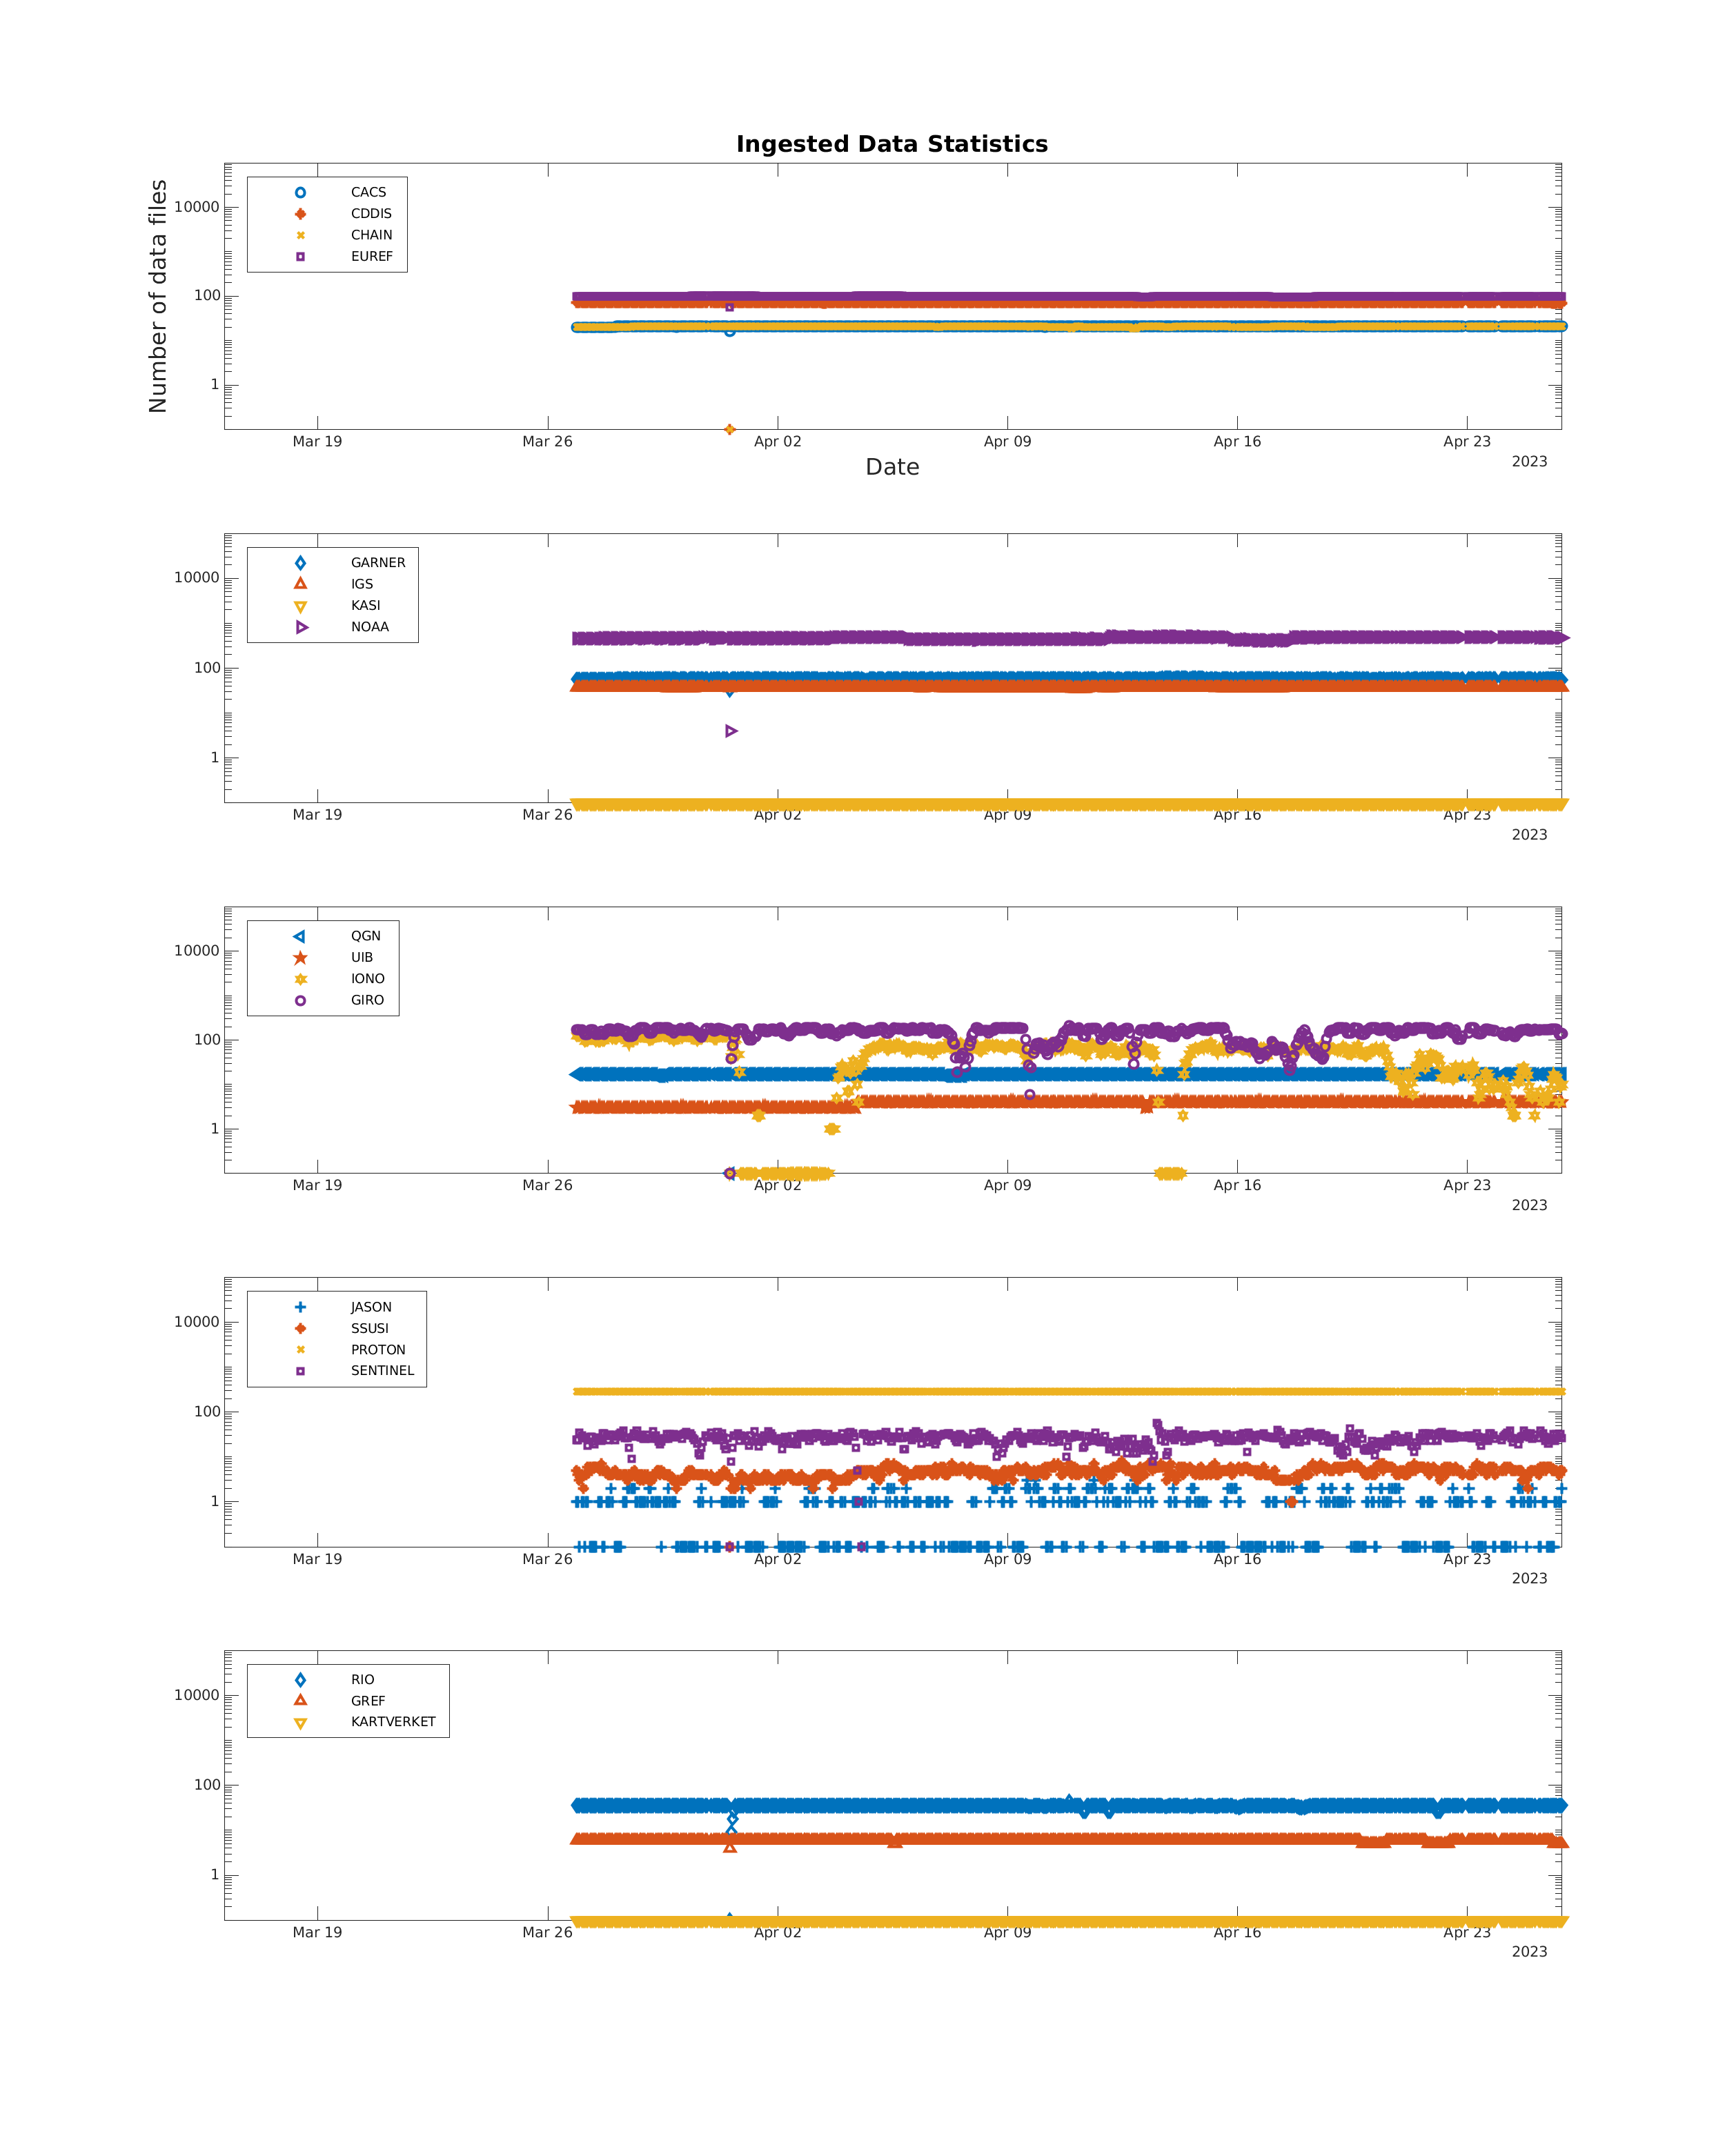 Ingested Data Statistics
Number of data files
CACS
CDDIS
CHAIN
EUREF
10000
100
1
Mar 19 Mar 26 Apr 02 Apr 09 Apr 16 Apr 23
2023
Date
GARNER
IGS
KASI
NOAA
10000
100
1
Mar 19 Mar 26 Apr 02 Apr 09 Apr 16 Apr 23
2023
QGN
UIB
IONO
GIRO
10000
100
1
Mar 19 Mar 26 Apr 02 Apr 09 Apr 16 Apr 23
2023
JASON
SSUSI
PROTON
SENTINEL
10000
100
1
Mar 19 Mar 26 Apr 02 Apr 09 Apr 16 Apr 23
2023
RIO
GREF
KARTVERKET
10000
100
1
Mar 19 Mar 26 Apr 02 Apr 09 Apr 16 Apr 23
2023